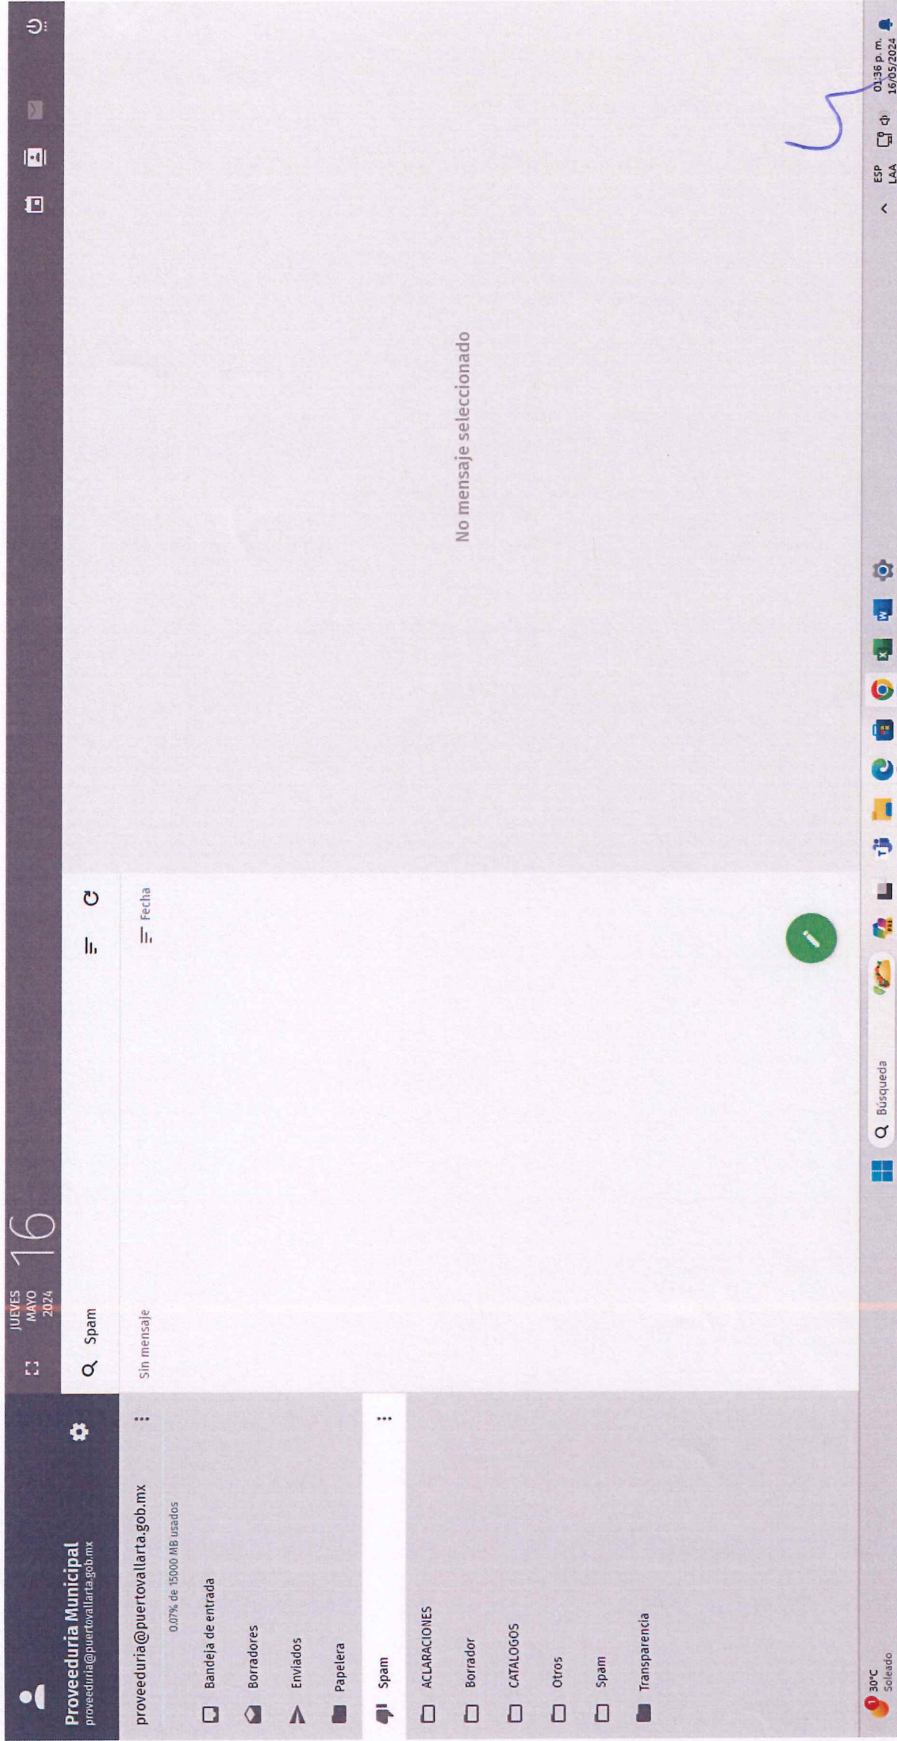 JUEVES
MAYO
2024
16
Proveeduria Municipal
proveeduria@puertovallarta.gob.mx
Spam
proveeduria@puertovallarta.gob.mx
Sin mensaje
Fecha
0.07% de 15000 MB usados
Bandeja de entrada
Borradores
Enviados
Papelera
Spam
ACLARACIONES
Borrador
CATALOGOS
Otros
Spam
Transparencia
No mensaje seleccionado
30°C
Soleado
Búsqueda
ESP
LAA
01:36 p. m.
16/05/2024